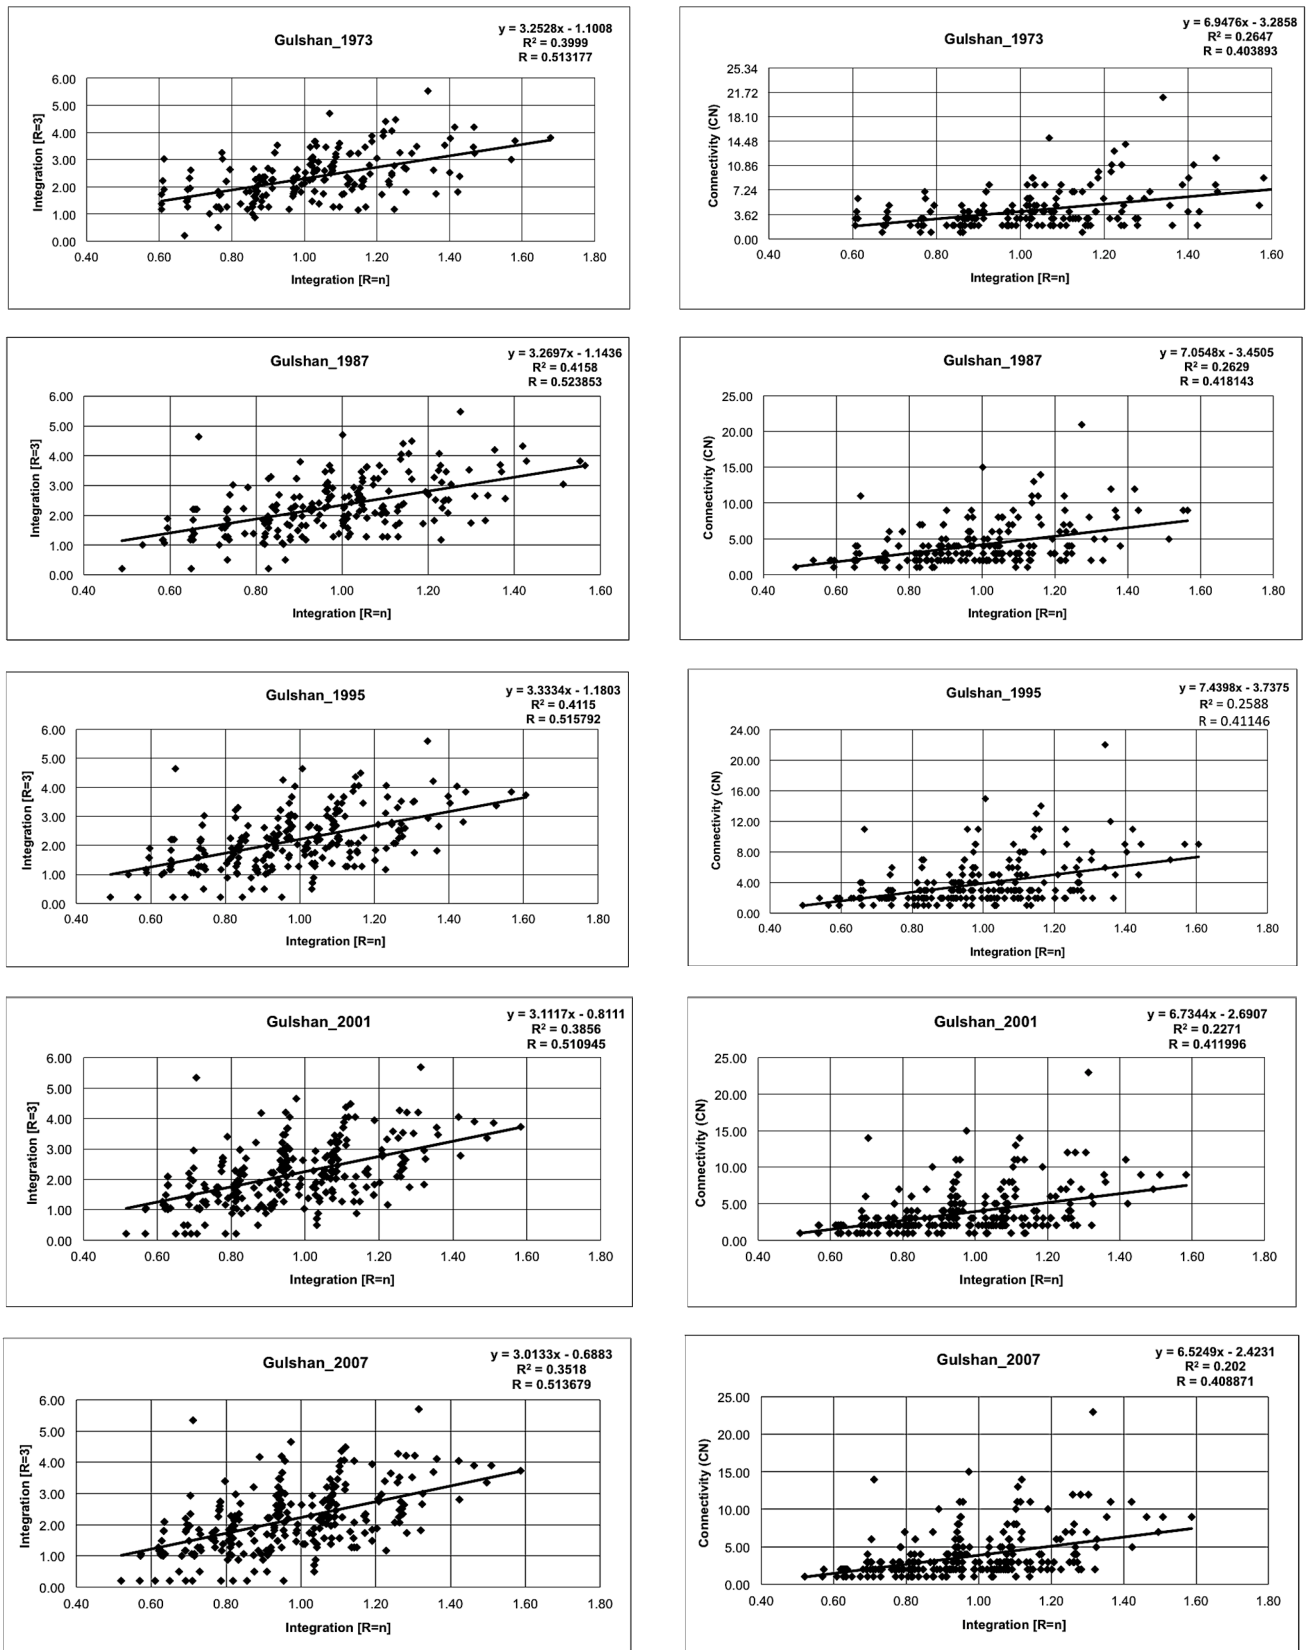 Gulshan_1973
y = 3.2528x - 1.1008
R² = 0.3999
R = 0.513177
Integration [R=3]
6.00
5.00
4.00
3.00
2.00
1.00
0.00
0.40 0.60 0.80 1.00 1.20 1.40 1.60 1.80
Integration [R=n]
Gulshan_1973
y = 6.9476x - 3.2858
R² = 0.2647
R = 0.403893
Connectivity (CN)
25.34
21.72
18.10
14.48
10.86
7.24
3.62
0.00
0.40 0.60 0.80 1.00 1.20 1.40 1.60
Integration [R=n]
Gulshan_1987
y = 3.2697x - 1.1436
R² = 0.4158
R = 0.523853
Integration [R=3]
6.00
5.00
4.00
3.00
2.00
1.00
0.00
0.40 0.60 0.80 1.00 1.20 1.40 1.60
Integration [R=n]
Gulshan_1987
y = 7.0548x - 3.4505
R² = 0.2629
R = 0.418143
Connectivity (CN)
25.00
20.00
15.00
10.00
5.00
0.00
0.40 0.60 0.80 1.00 1.20 1.40 1.60 1.80
Integration [R=n]
Gulshan_1995
y = 3.3334x - 1.1803
R² = 0.4115
R = 0.515792
Integration [R=3]
6.00
5.00
4.00
3.00
2.00
1.00
0.00
0.40 0.60 0.80 1.00 1.20 1.40 1.60 1.80
Integration [R=n]
Gulshan_1995
y = 7.4398x - 3.7375
R² = 0.2588
R = 0.41146
Connectivity (CN)
24.00
20.00
16.00
12.00
8.00
4.00
0.00
0.40 0.60 0.80 1.00 1.20 1.40 1.60 1.80
Integration [R=n]
Gulshan_2001
y = 3.1117x - 0.8111
R² = 0.3856
R = 0.510945
Integration [R=3]
6.00
5.00
4.00
3.00
2.00
1.00
0.00
0.40 0.60 0.80 1.00 1.20 1.40 1.60 1.80
Integration [R=n]
Gulshan_2001
y = 6.7344x - 2.6907
R² = 0.2271
R = 0.411996
Connectivity (CN)
25.00
20.00
15.00
10.00
5.00
0.00
0.40 0.60 0.80 1.00 1.20 1.40 1.60 1.80
Integration [R=n]
Gulshan_2007
y = 3.0133x - 0.6883
R² = 0.3518
R = 0.513679
Integration [R=3]
6.00
5.00
4.00
3.00
2.00
1.00
0.00
0.40 0.60 0.80 1.00 1.20 1.40 1.60 1.80
Integration [R=n]
Gulshan_2007
y = 6.5249x - 2.4231
R² = 0.202
R = 0.408871
Connectivity (CN)
25.00
20.00
15.00
10.00
5.00
0.00
0.40 0.60 0.80 1.00 1.20 1.40 1.60 1.80
Integration [R=n]